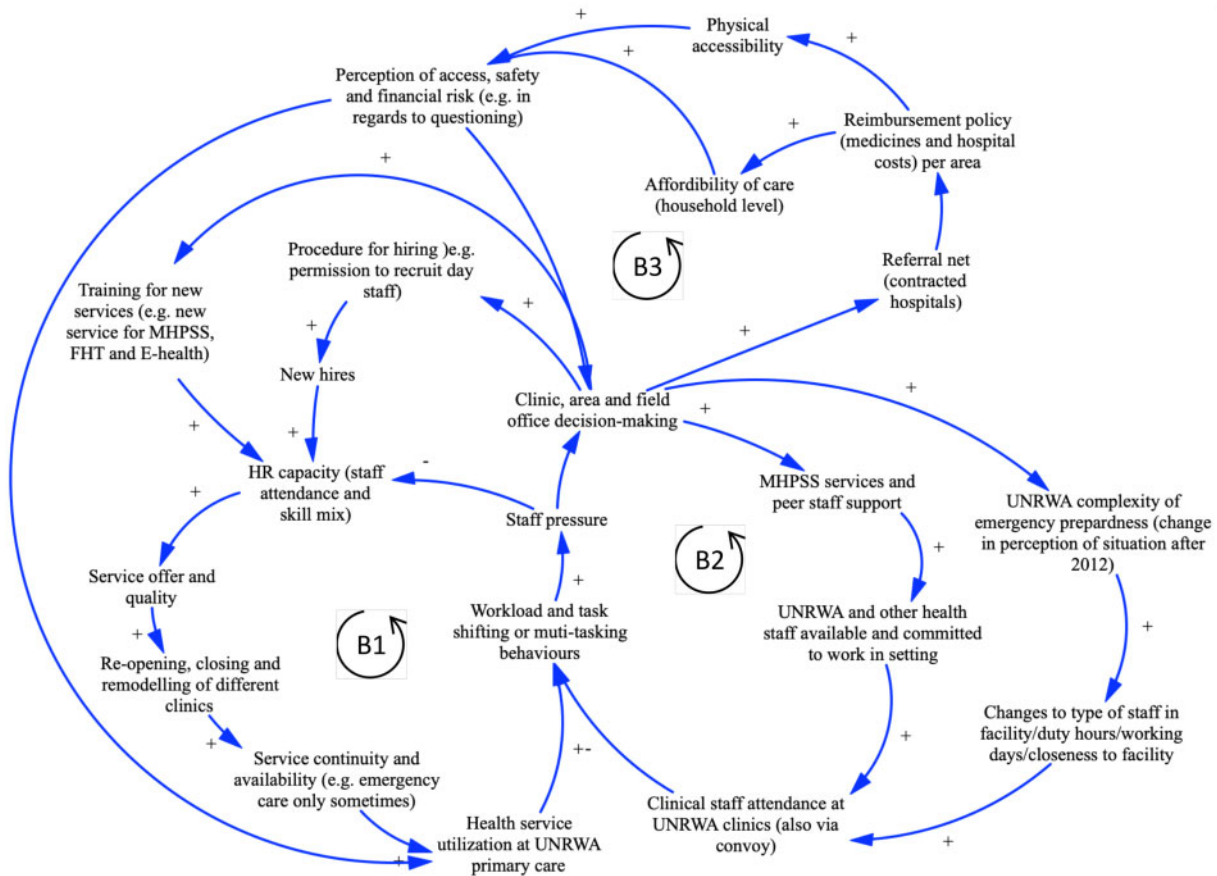 Physical
accessibility
Perception of access, safety
and financial risk (e.g. in
regards to questioning)
Reimbursement policy
(medicines and hospital
costs) per area
Affordibility of care
(household level)
B3
Procedure for hiring )e.g.
permission to recruit day
staff)
Referral net
(contracted
hospitals)
Training for new
services (e.g. new
service for MHPSS,
FHT and E-health)
New hires
Clinic, area and field
office decision-making
HR capacity (staff
attendance and
skill mix)
MHPSS services and
peer staff support
UNRWA complexity of
emergency prepardness (change
in perception of situation after
2012)
Staff pressure
B2
Service offer and
quality
Workload and task
shifting or muti-tasking
behaviours
B1
UNRWA and other health
staff available and committed
to work in setting
Re-opening, closing and
remodelling of different
clinics
Changes to type of staff in
facility/duty hours/working
days/closeness to facility
Service continuity and
availability (e.g. emergency
care only sometimes)
Clinical staff attendance at
UNRWA clinics (also via
convoy)
Health service
utilization at UNRWA
primary care
+
+
+
+
+
+
+
+
+
+
+
+
+
-
+
+
+
+
+
+
+
+-
+
+